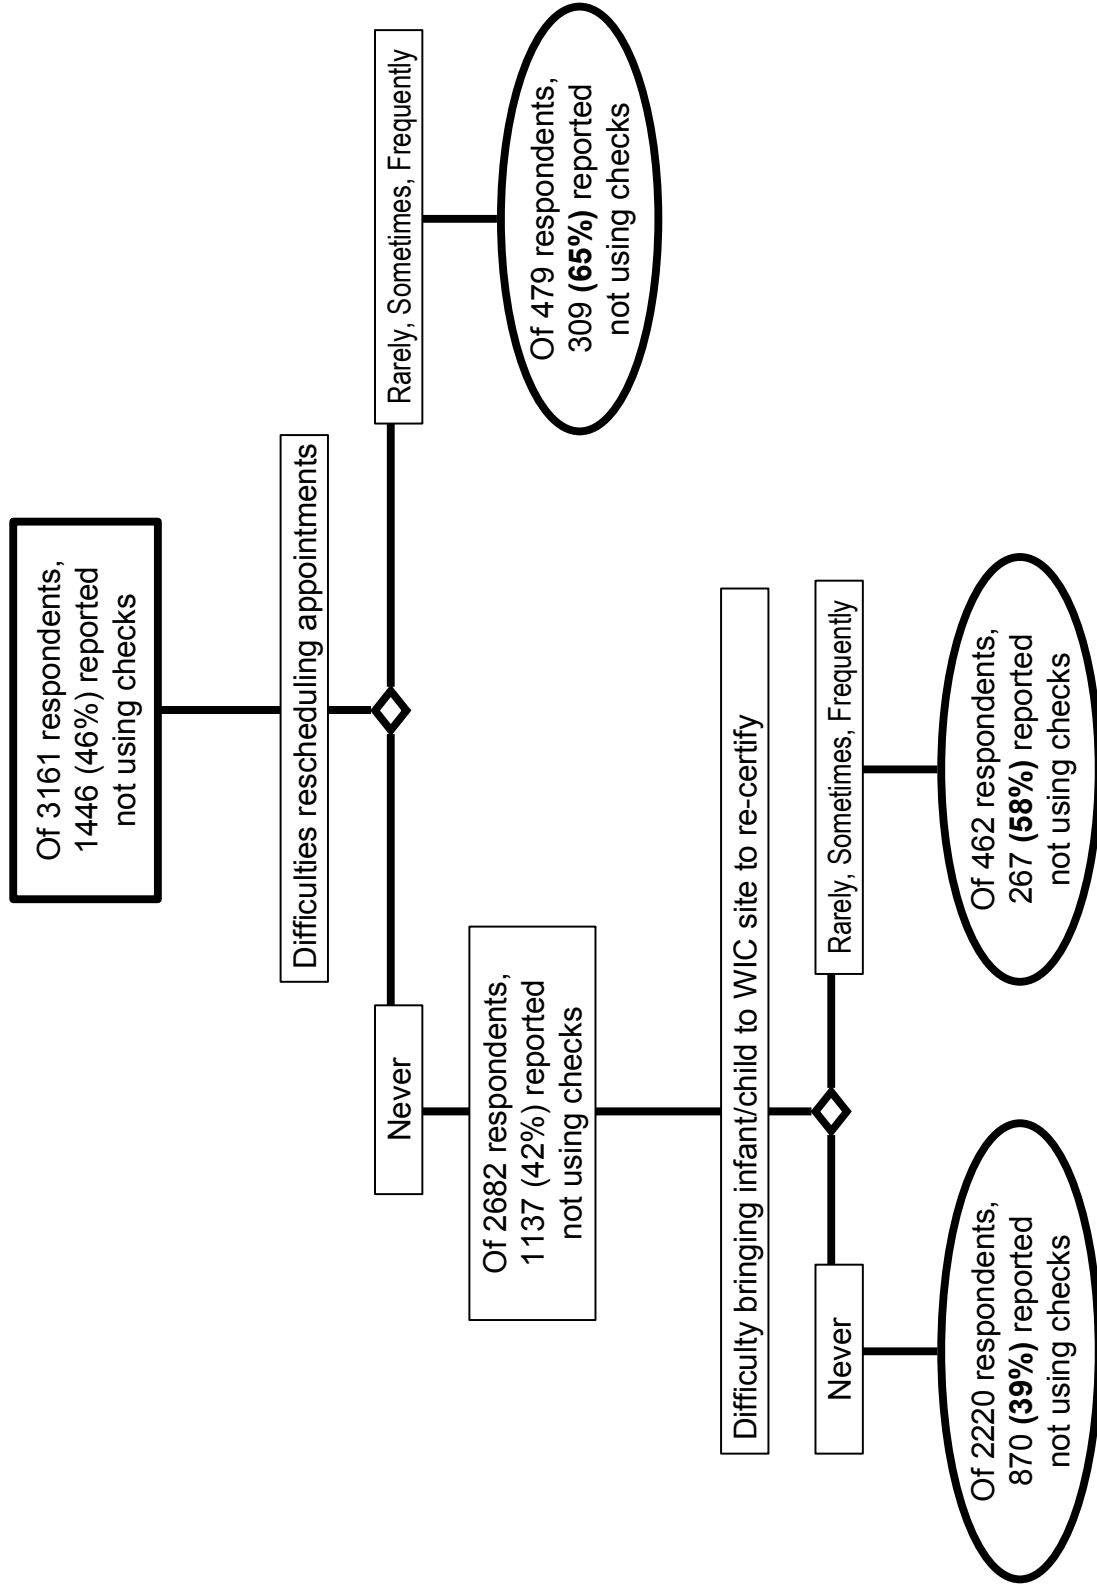 Of 3161 respondents,
1446 (46%) reported
not using checks
Difficulties rescheduling appointments
Never
Rarely, Sometimes, Frequently
Of 2682 respondents,
1137 (42%) reported
not using checks
Of 479 respondents,
309 (65%) reported
not using checks
Difficulty bringing infant/child to WIC site to re-certify
Never
Rarely, Sometimes, Frequently
Of 2220 respondents,
870 (39%) reported
not using checks
Of 462 respondents,
267 (58%) reported
not using checks